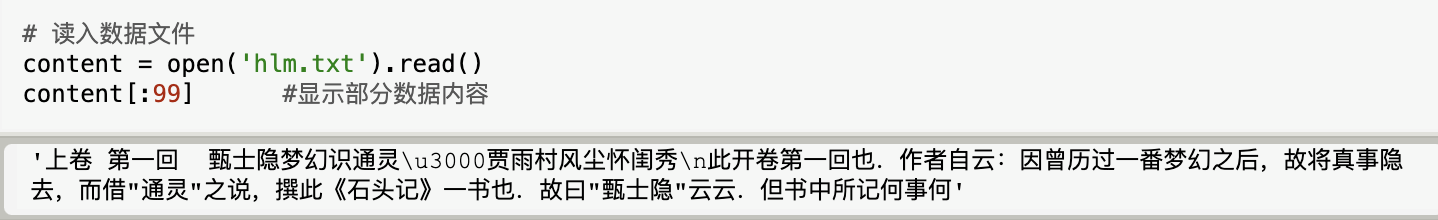 # 读入数据文件
content = open('hlm.txt').read()
content[:99]      #显示部分数据内容
'上卷 第一回  甄士隐梦幻识通灵\u3000贾雨村风尘怀闺秀\n此开卷第一回也．作者自云：因曾历过一番梦幻之后，故将真事隐
去，而借"通灵"之说，撰此《石头记》一书也．故曰"甄士隐"云云．但书中所记何事何'